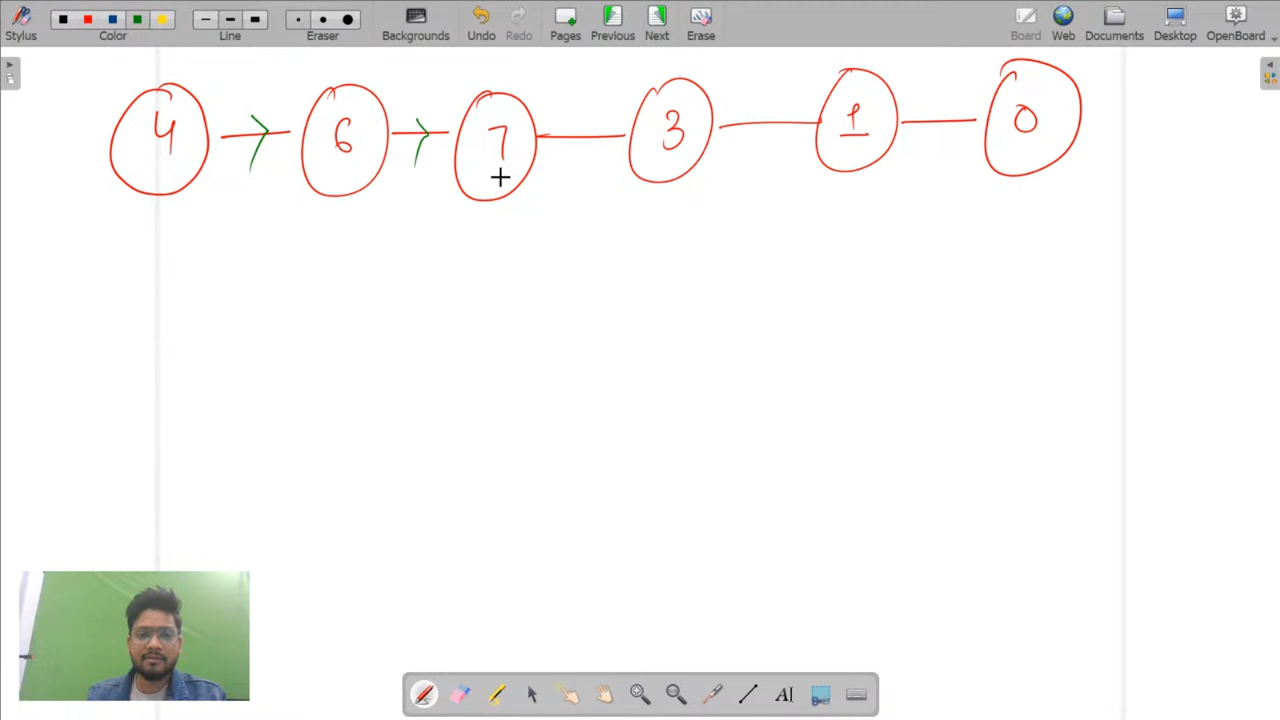 Stylus Color Line Eraser Backgrounds Undo Redo Pages Previous Next Erase Board Web Documents Desktop OpenBoard
4 6 7 3 1 0
AI